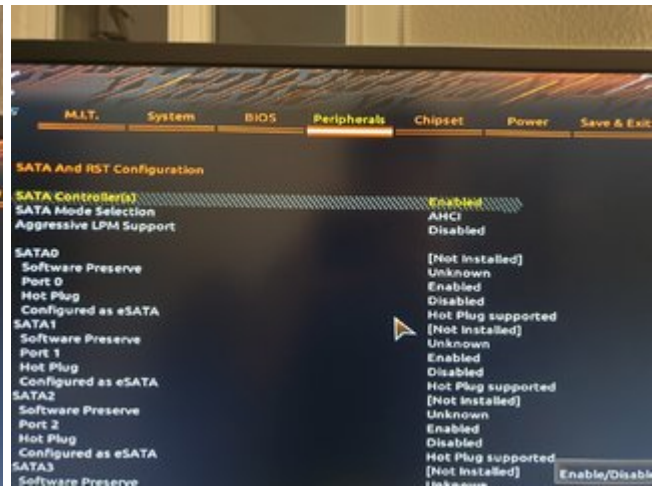 M.I.T. System BIOS Peripherals Chipset Power Save & Exit
SATA And RST Configuration
SATA Controller(s) Enabled
SATA Mode Selection AHCI
Aggressive LPM Support Disabled
SATA0 [Not Installed]
Software Preserve Unknown
Port 0 Enabled
Hot Plug Disabled
Configured as eSATA Hot Plug supported
SATA1 [Not Installed]
Software Preserve Unknown
Port 1 Enabled
Hot Plug Disabled
Configured as eSATA Hot Plug supported
SATA2 [Not Installed]
Software Preserve Unknown
Port 2 Enabled
Hot Plug Disabled
Configured as eSATA Hot Plug supported
SATA3 [Not Installed]
Software Preserve Unknown
Enable/Disable